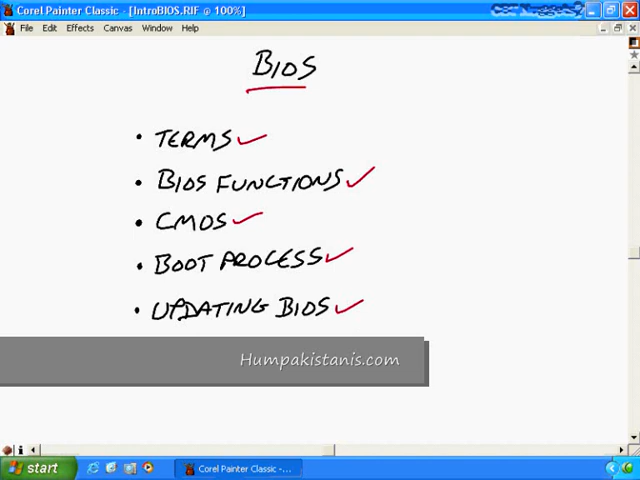 Corel Painter Classic - [IntroBIOS.RIF @ 100%]
File Edit Effects Canvas Window Help
BIOS
• TERMS ✓
• BIOS FUNCTIONS ✓
• CMOS ✓
• BOOT PROCESS ✓
• UPDATING BIOS ✓
Humpakistanis.com
start Corel Painter Classic -...